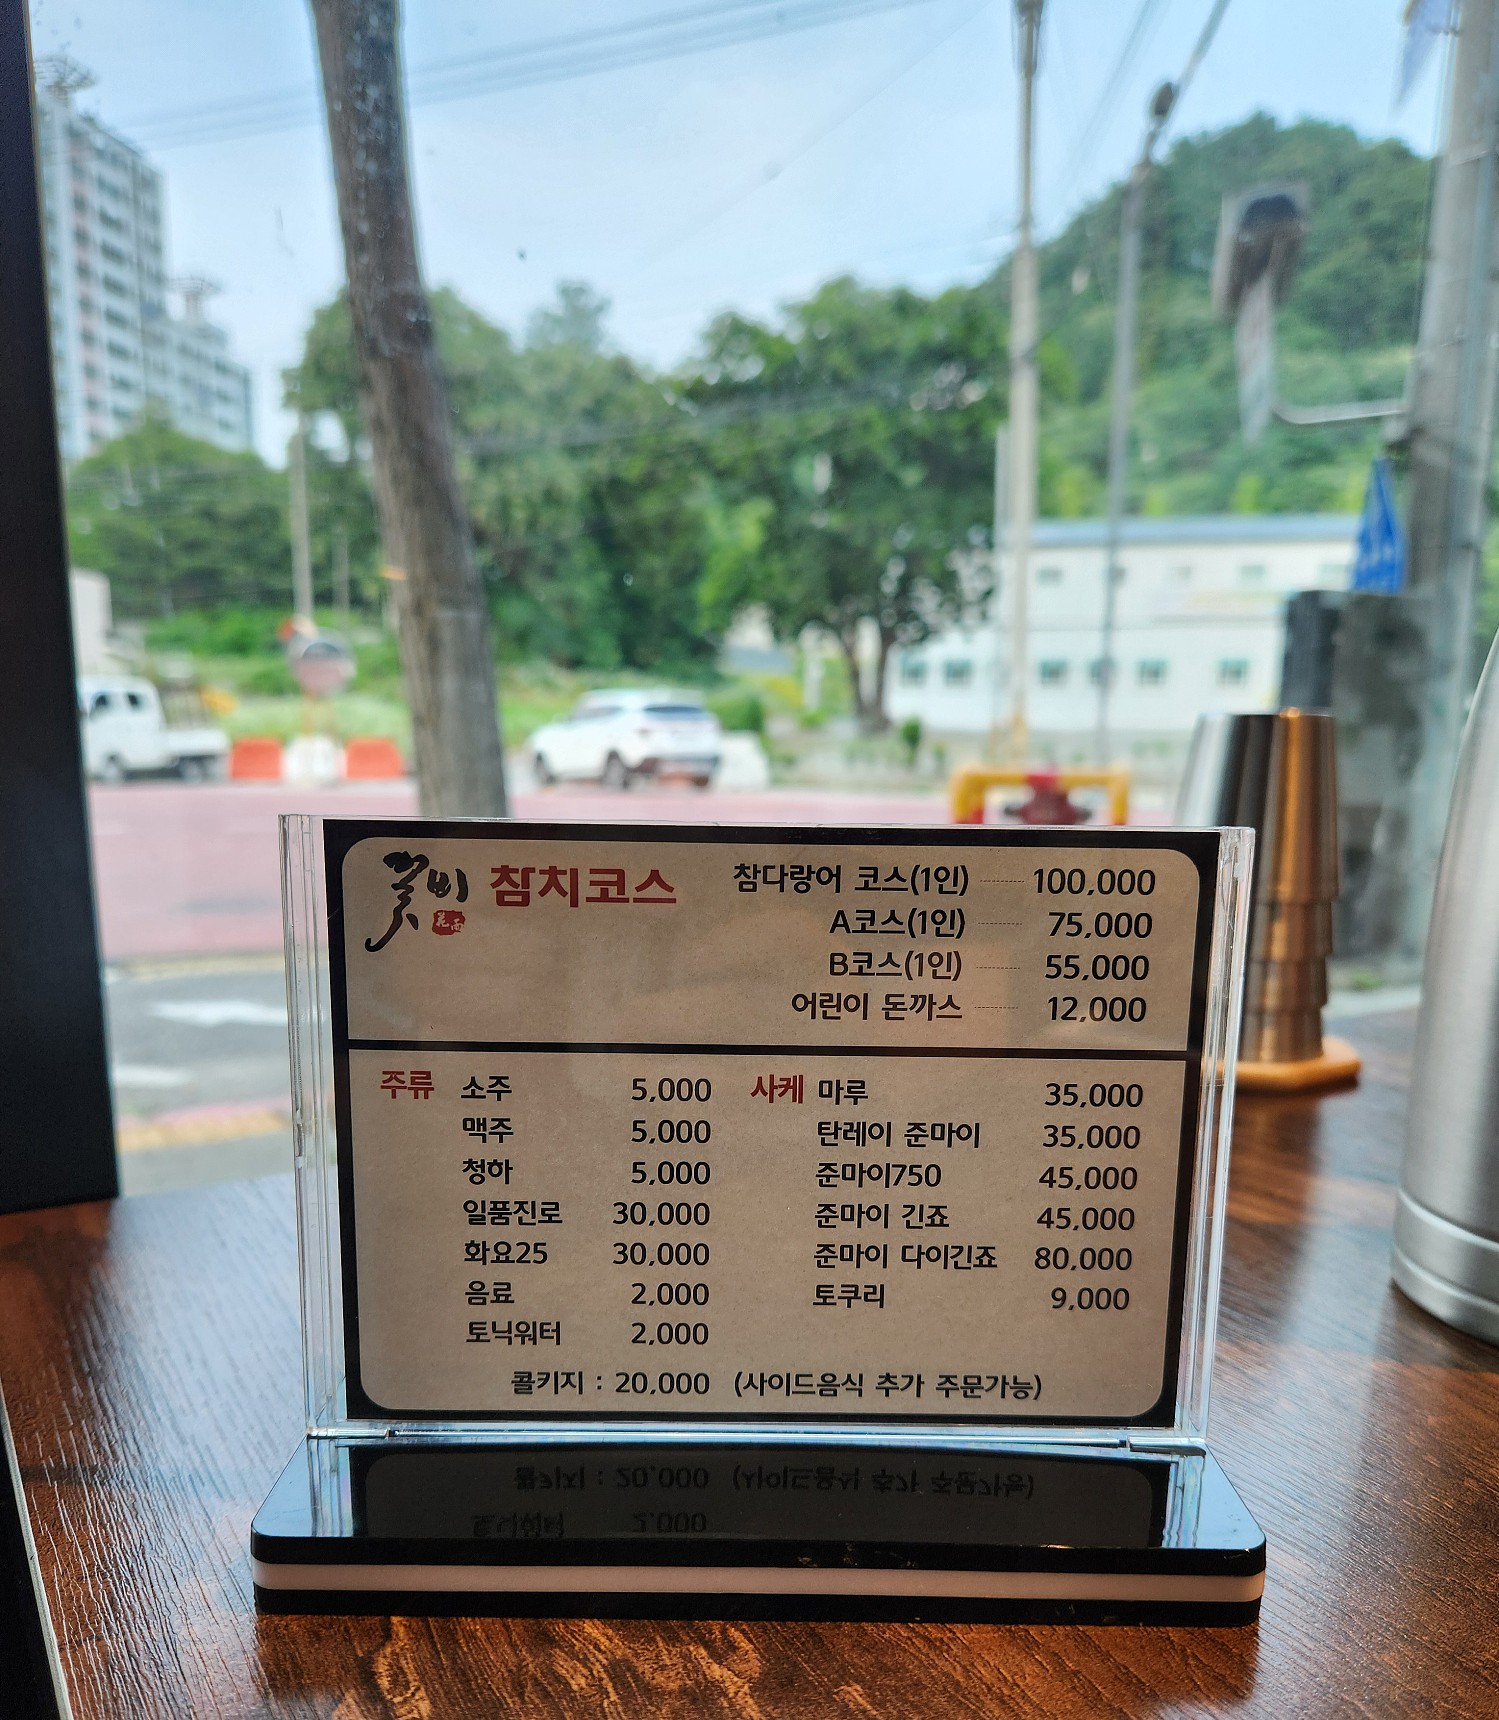 꽃비 花雨 참치코스
참다랑어 코스(1인) 100,000
A코스(1인) 75,000
B코스(1인) 55,000
어린이 돈까스 12,000
주류 소주 5,000
맥주 5,000
청하 5,000
일품진로 30,000
화요25 30,000
음료 2,000
토닉워터 2,000
사케 마루 35,000
탄레이 준마이 35,000
준마이750 45,000
준마이 긴죠 45,000
준마이 다이긴죠 80,000
토쿠리 9,000
콜키지 : 20,000 (사이드음식 추가 주문가능)